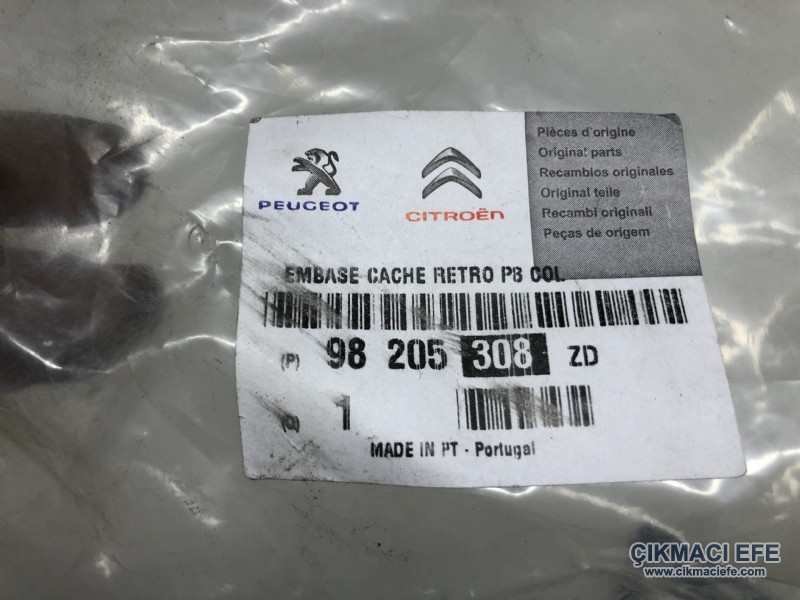 PEUGEOT
CITROËN
Pièces d'origine
Original parts
Recambios originales
Original teile
Recambi originali
Peças de origem
EMBASE CACHE RETRO PB COL
(P) 98 205 308 ZD
(Q) 1
MADE IN PT - Portugal
ÇIKMACI EFE
www.cikmaciefe.com